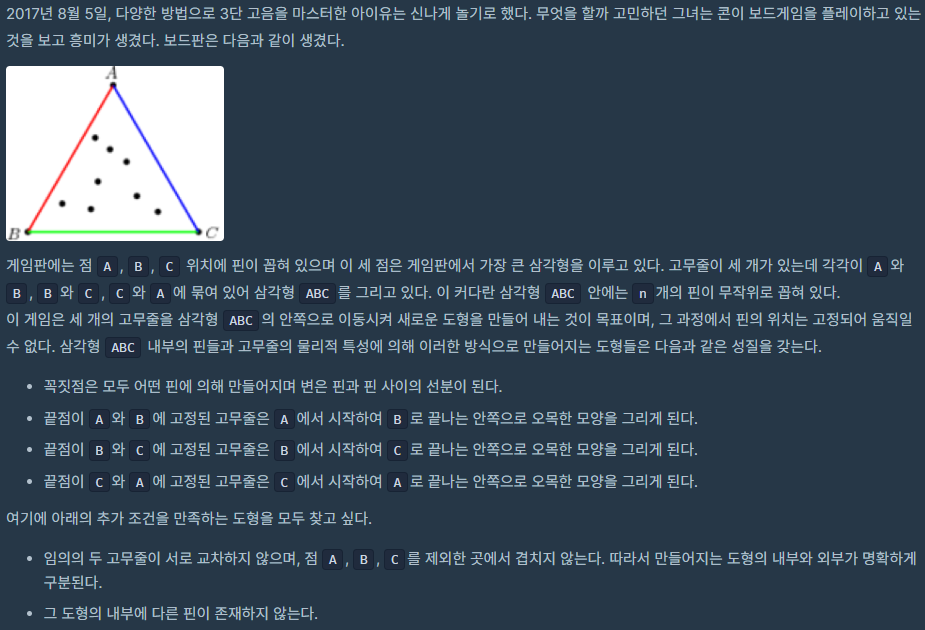 2017년 8월 5일, 다양한 방법으로 3단 고음을 마스터한 아이유는 신나게 놀기로 했다. 무엇을 할까 고민하던 그녀는 콘이 보드게임을 플레이하고 있는
것을 보고 흥미가 생겼다. 보드판은 다음과 같이 생겼다.
A
B
C
게임판에는 점 A, B, C 위치에 핀이 꼽혀 있으며 이 세 점은 게임판에서 가장 큰 삼각형을 이루고 있다. 고무줄이 세 개가 있는데 각각이 A와
B, B와 C, C와 A에 묶여 있어 삼각형 ABC를 그리고 있다. 이 커다란 삼각형 ABC 안에는 n개의 핀이 무작위로 꼽혀 있다.
이 게임은 세 개의 고무줄을 삼각형 ABC의 안쪽으로 이동시켜 새로운 도형을 만들어 내는 것이 목표이며, 그 과정에서 핀의 위치는 고정되어 움직일
수 없다. 삼각형 ABC 내부의 핀들과 고무줄의 물리적 특성에 의해 이러한 방식으로 만들어지는 도형들은 다음과 같은 성질을 갖는다.
• 꼭짓점은 모두 어떤 핀에 의해 만들어지며 변은 핀과 핀 사이의 선분이 된다.
• 끝점이 A와 B에 고정된 고무줄은 A에서 시작하여 B로 끝나는 안쪽으로 오목한 모양을 그리게 된다.
• 끝점이 B와 C에 고정된 고무줄은 B에서 시작하여 C로 끝나는 안쪽으로 오목한 모양을 그리게 된다.
• 끝점이 C와 A에 고정된 고무줄은 C에서 시작하여 A로 끝나는 안쪽으로 오목한 모양을 그리게 된다.
여기에 아래의 추가 조건을 만족하는 도형을 모두 찾고 싶다.
• 임의의 두 고무줄이 서로 교차하지 않으며, 점 A, B, C를 제외한 곳에서 겹치지 않는다. 따라서 만들어지는 도형의 내부와 외부가 명확하게
구분된다.
• 그 도형의 내부에 다른 핀이 존재하지 않는다.